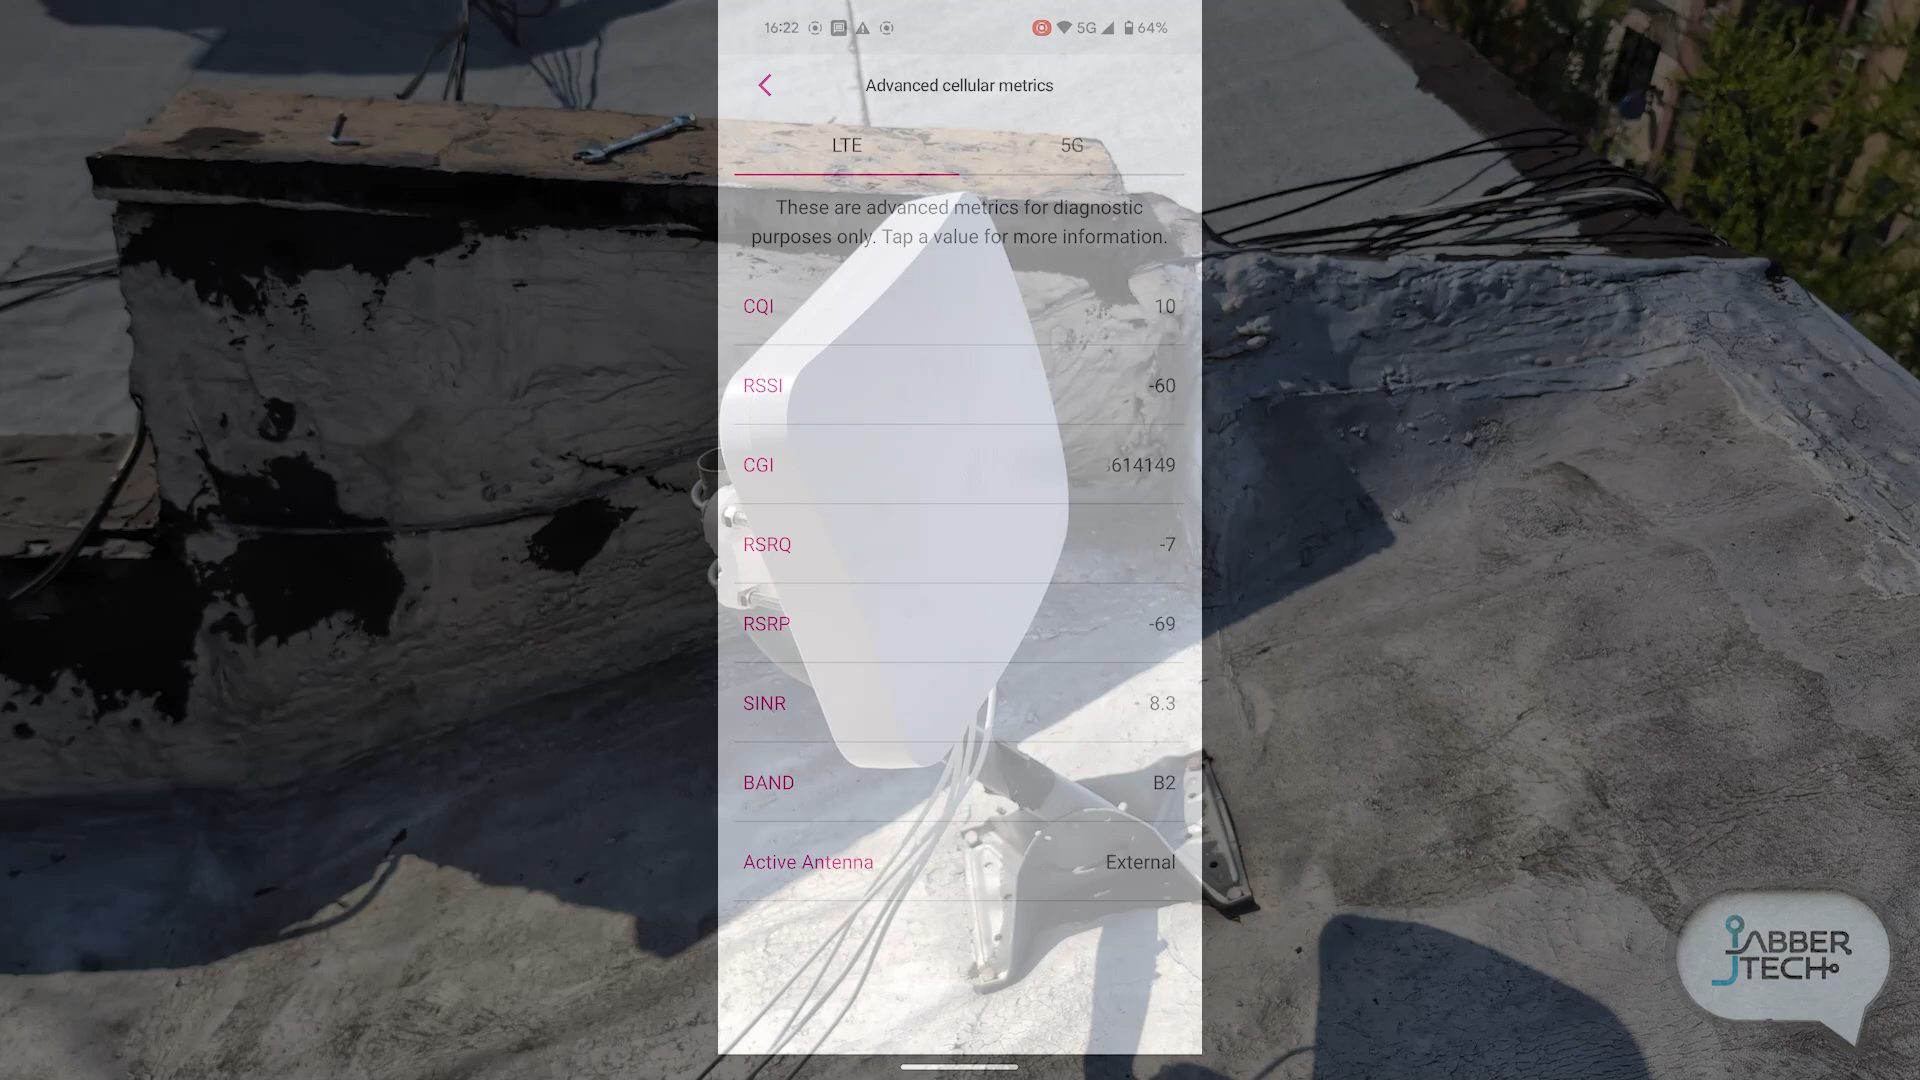 16:22 5G 64%
Advanced cellular metrics
LTE 5G
These are advanced metrics for diagnostic
purposes only. Tap a value for more information.
CQI 10
RSSI -60
CGI 614149
RSRQ -7
RSRP -69
SINR 8.3
BAND B2
Active Antenna External
JABBER
TECH